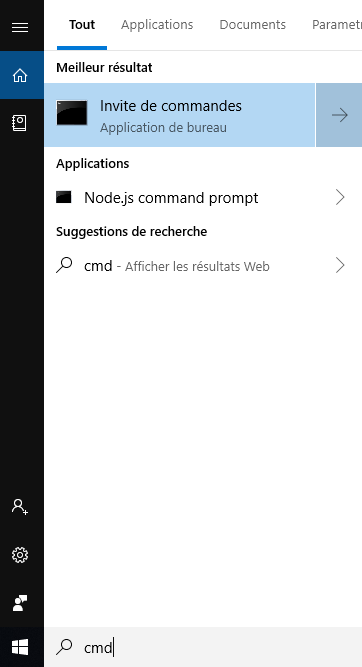 Tout Applications Documents Paramet
Meilleur résultat
Invite de commandes
Application de bureau
Applications
Node.js command prompt
Suggestions de recherche
cmd - Afficher les résultats Web
cmd